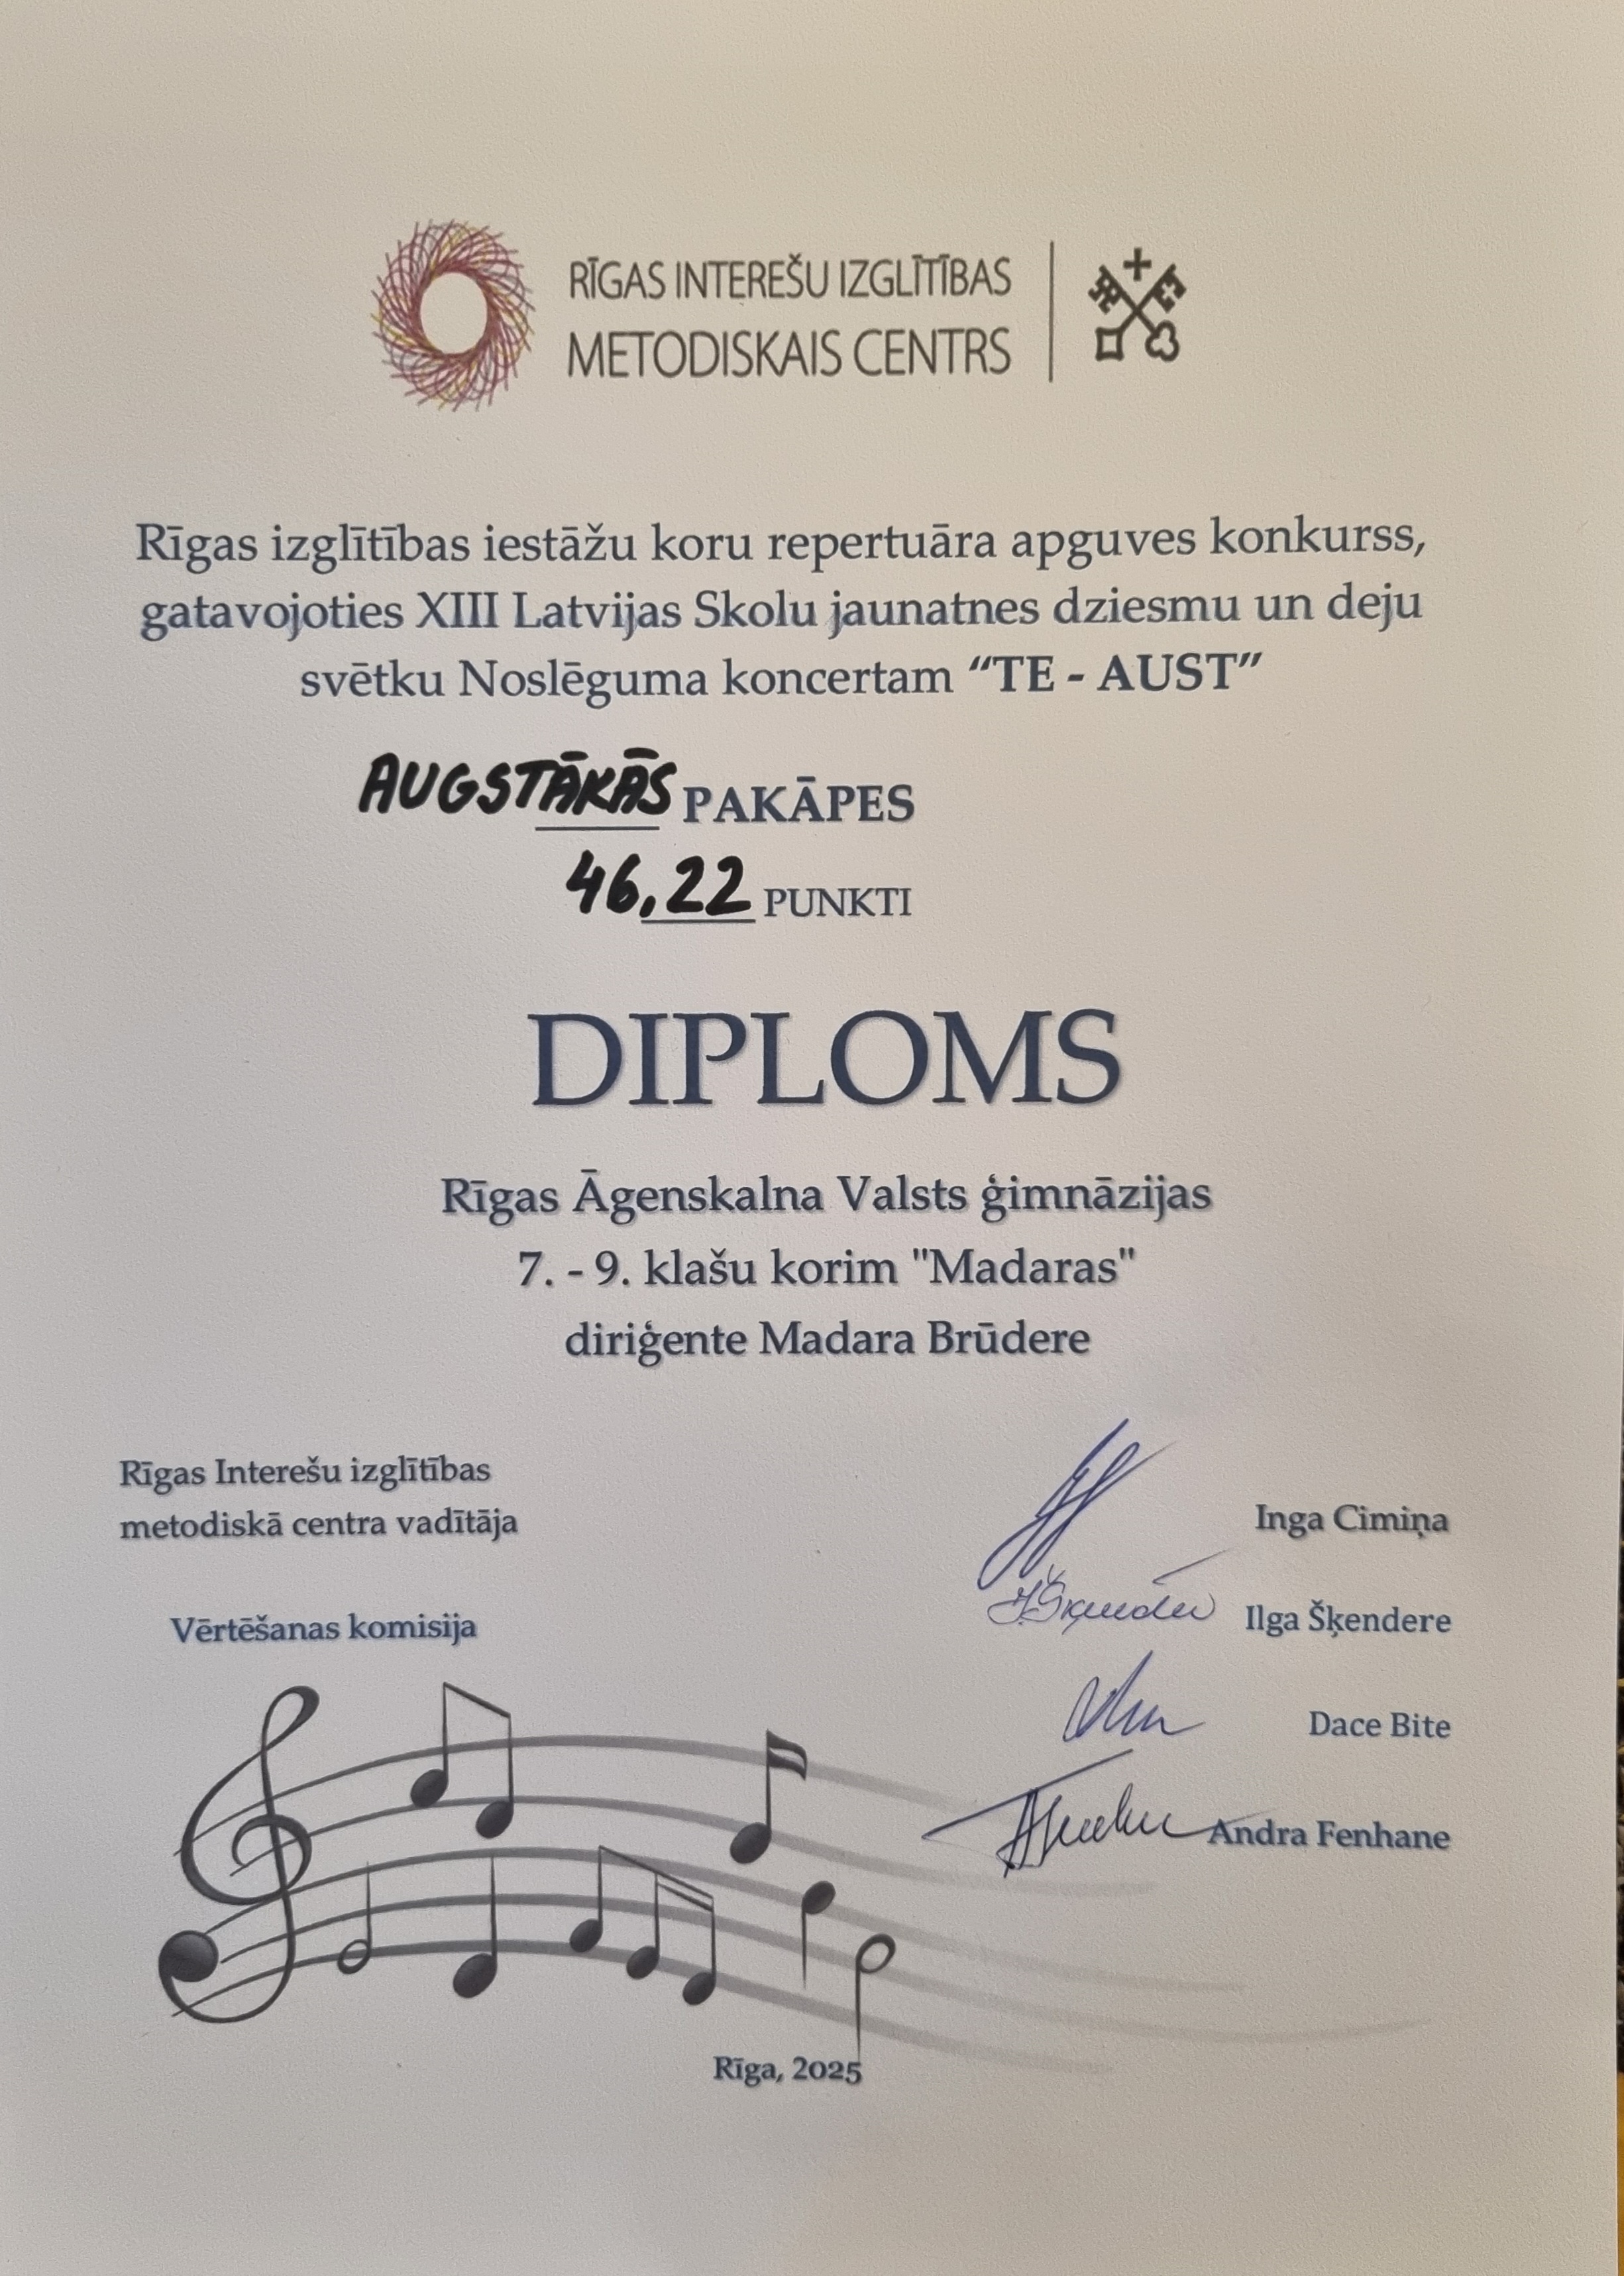 RĪGAS INTEREŠU IZGLĪTĪBAS
METODISKAIS CENTRS
Rīgas izglītības iestāžu koru repertuāra apguves konkurss,
gatavojoties XIII Latvijas Skolu jaunatnes dziesmu un deju
svētku Noslēguma koncertam “TE - AUST”
AUGSTĀKĀS PAKĀPES
46,22 PUNKTI
DIPLOMS
Rīgas Āgenskalna Valsts ģimnāzijas
7. - 9. klašu korim "Madaras"
diriģente Madara Brūdere
Rīgas Interešu izglītības
metodiskā centra vadītāja
Inga Cimiņa
Vērtēšanas komisija
Ilga Šķendere
Dace Bite
Andra Fenhane
Rīga, 2025